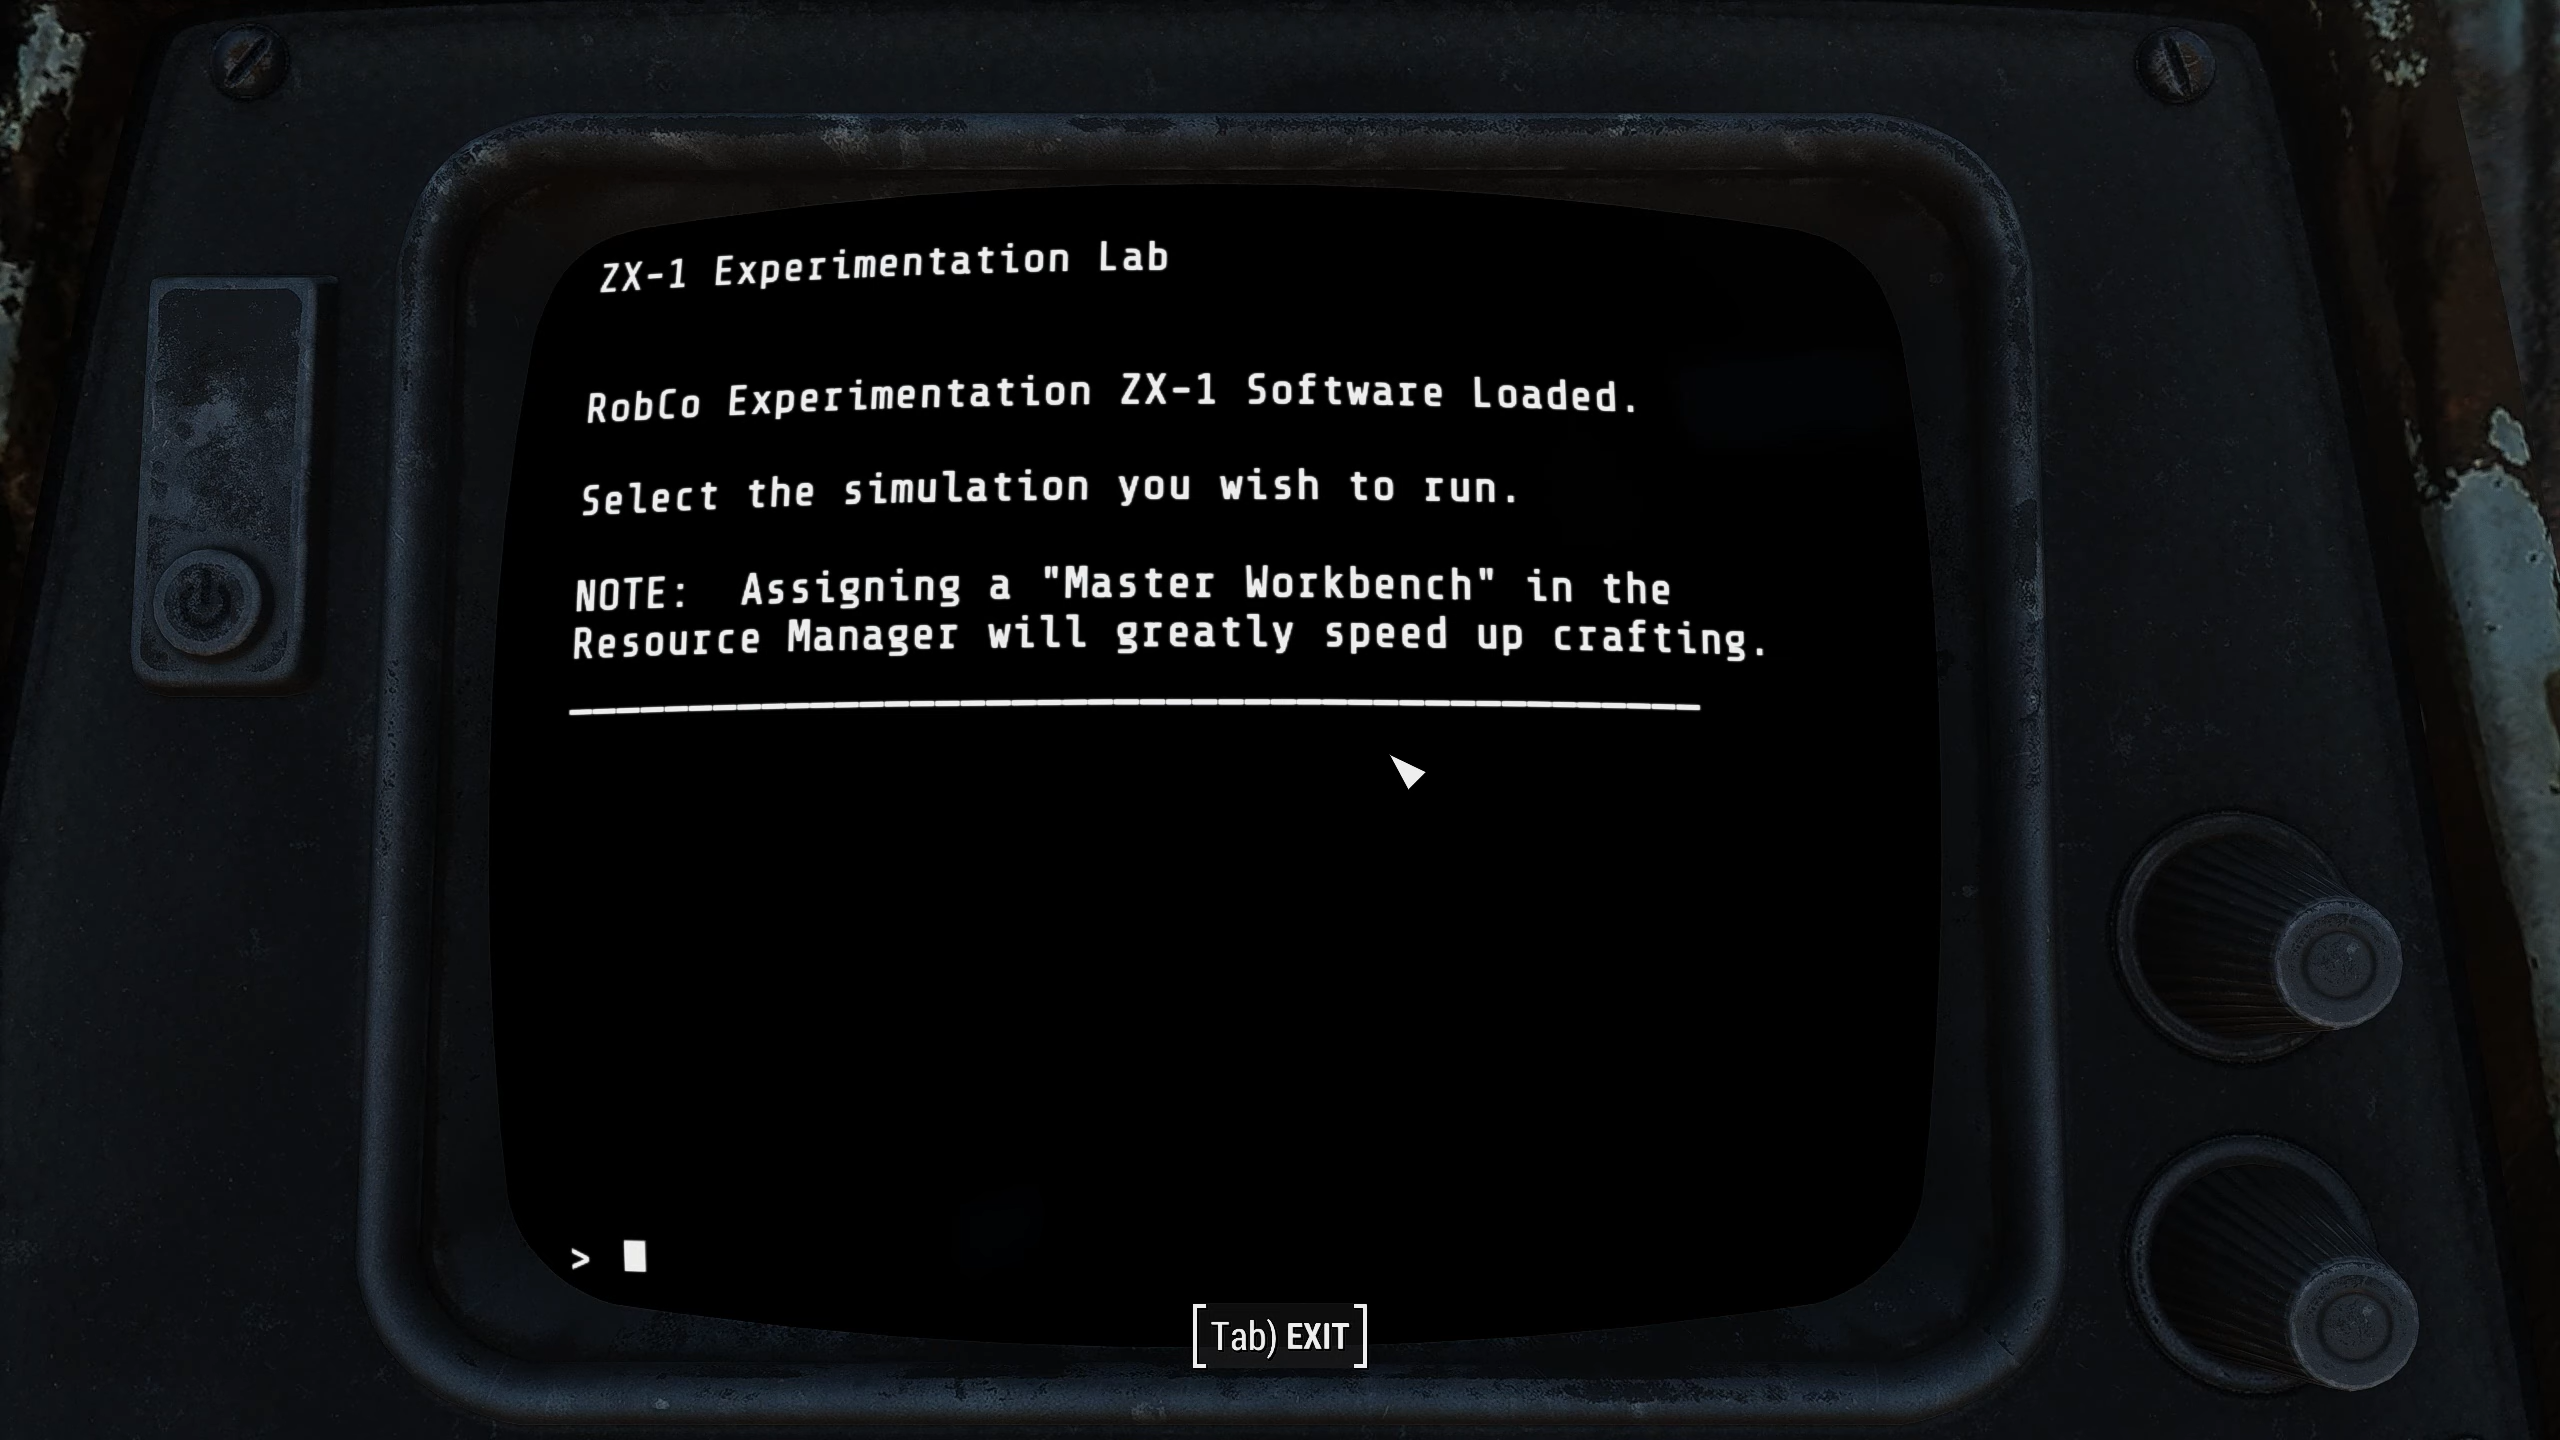 ZX-1 Experimentation Lab
RobCo Experimentation ZX-1 Software Loaded.
Select the simulation you wish to run.
NOTE:  Assigning a "Master Workbench" in the
Resource Manager will greatly speed up crafting.
>
[Tab) EXIT]